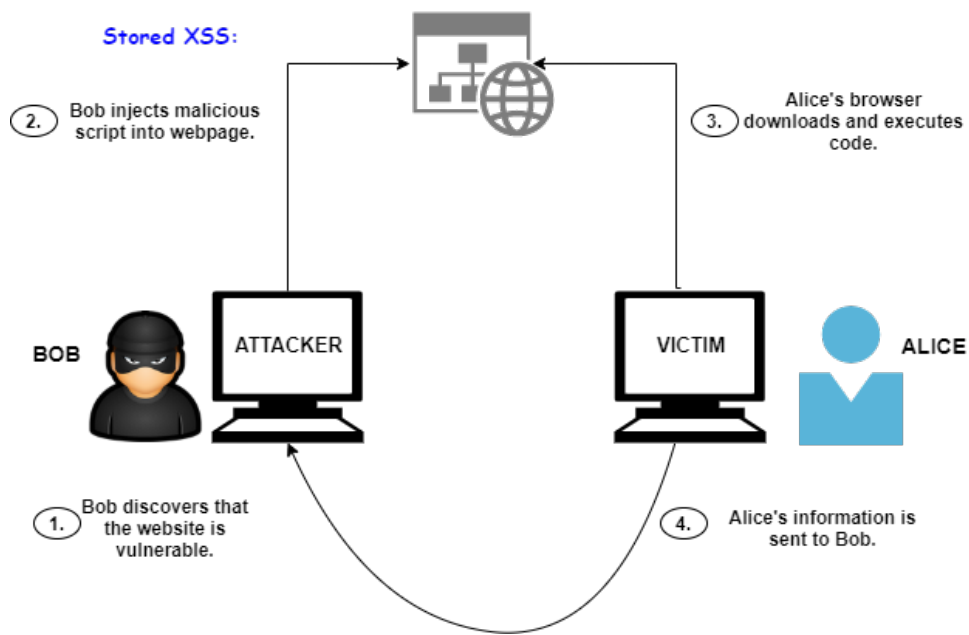 Stored XSS:
2.
Bob injects malicious
script into webpage.
3.
Alice's browser
downloads and executes
code.
BOB
ATTACKER
VICTIM
ALICE
1.
Bob discovers that
the website is
vulnerable.
4.
Alice's information is
sent to Bob.